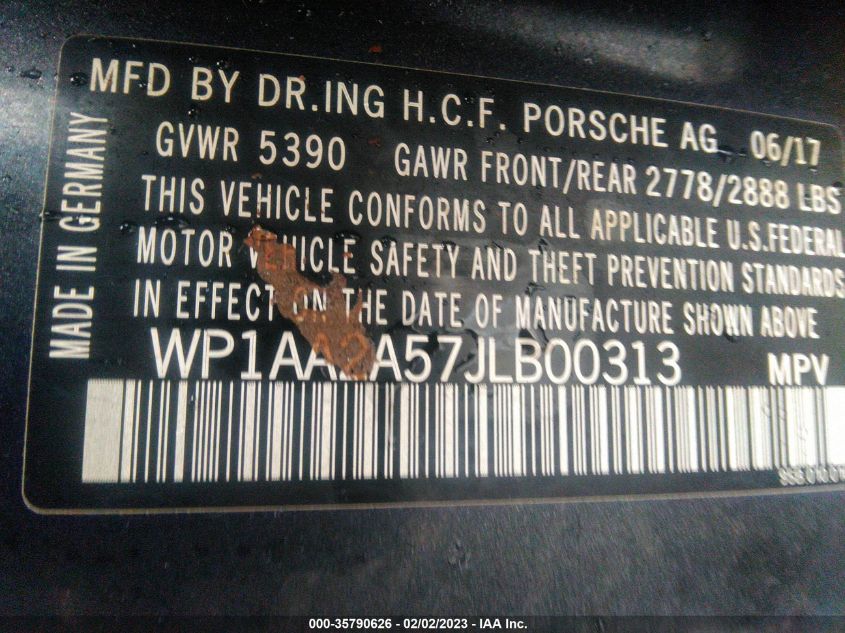 MFD BY DR.ING H.C.F. PORSCHE AG 06/17
GVWR 5390 GAWR FRONT/REAR 2778/2888 LBS
THIS VEHICLE CONFORMS TO ALL APPLICABLE U.S.FEDERAL
MOTOR VEHICLE SAFETY AND THEFT PREVENTION STANDARDS
IN EFFECT ON THE DATE OF MANUFACTURE SHOWN ABOVE
MADE IN GERMANY
WP1AA2A57JLB00313 MPV
000-35790626 - 02/02/2023 - IAA Inc.